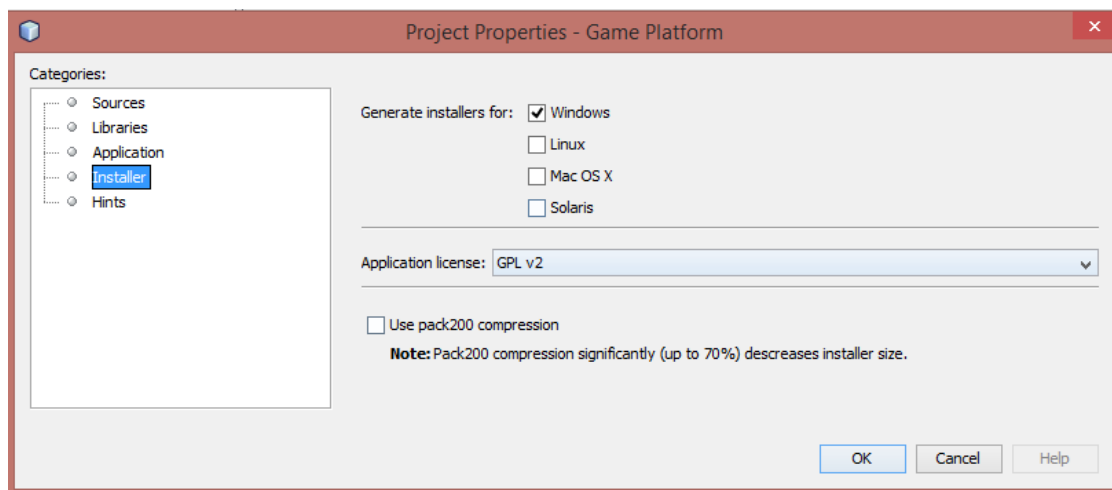 Project Properties - Game Platform
Categories:
Sources
Libraries
Application
Installer
Hints
Generate installers for: Windows
Linux
Mac OS X
Solaris
Application license: GPL v2
Use pack200 compression
Note: Pack200 compression significantly (up to 70%) descreases installer size.
OK Cancel Help